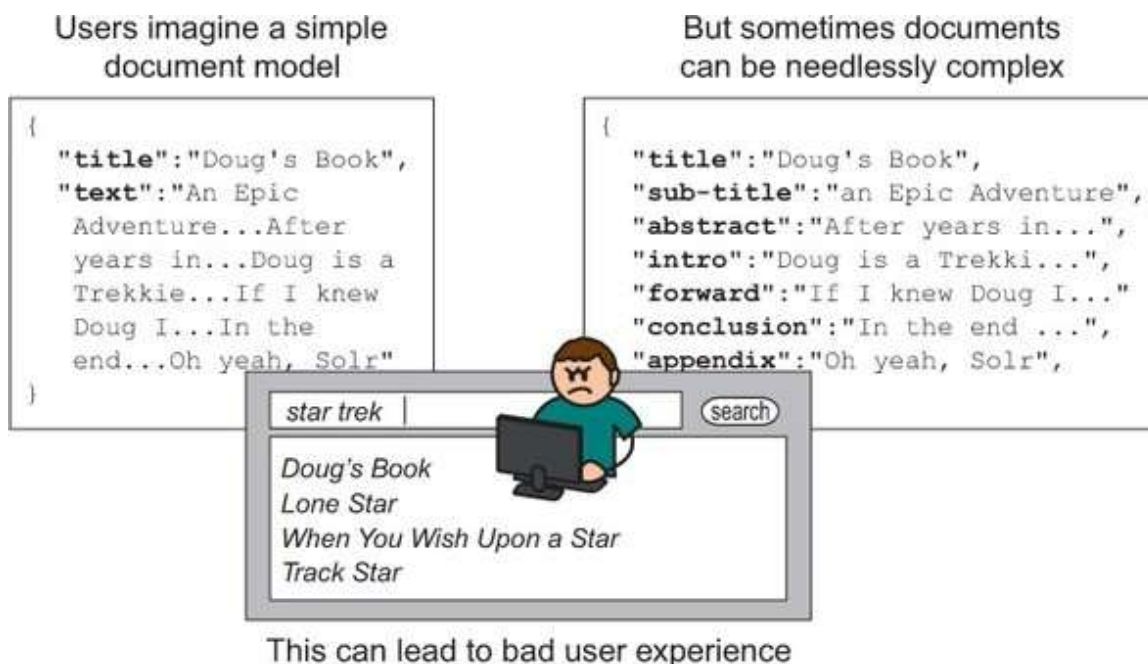 Users imagine a simple
document model
{
"title":"Doug's Book",
"text":"An Epic
Adventure...After
years in...Doug is a
Trekkie...If I knew
Doug I...In the
end...Oh yeah, Solr"
}
But sometimes documents
can be needlessly complex
{
"title":"Doug's Book",
"sub-title":"an Epic Adventure",
"abstract":"After years in...",
"intro":"Doug is a Trekki...",
"forward":"If I knew Doug I..."
"conclusion":"In the end ...",
"appendix":"Oh yeah, Solr",
star trek
search
Doug's Book
Lone Star
When You Wish Upon a Star
Track Star
This can lead to bad user experience